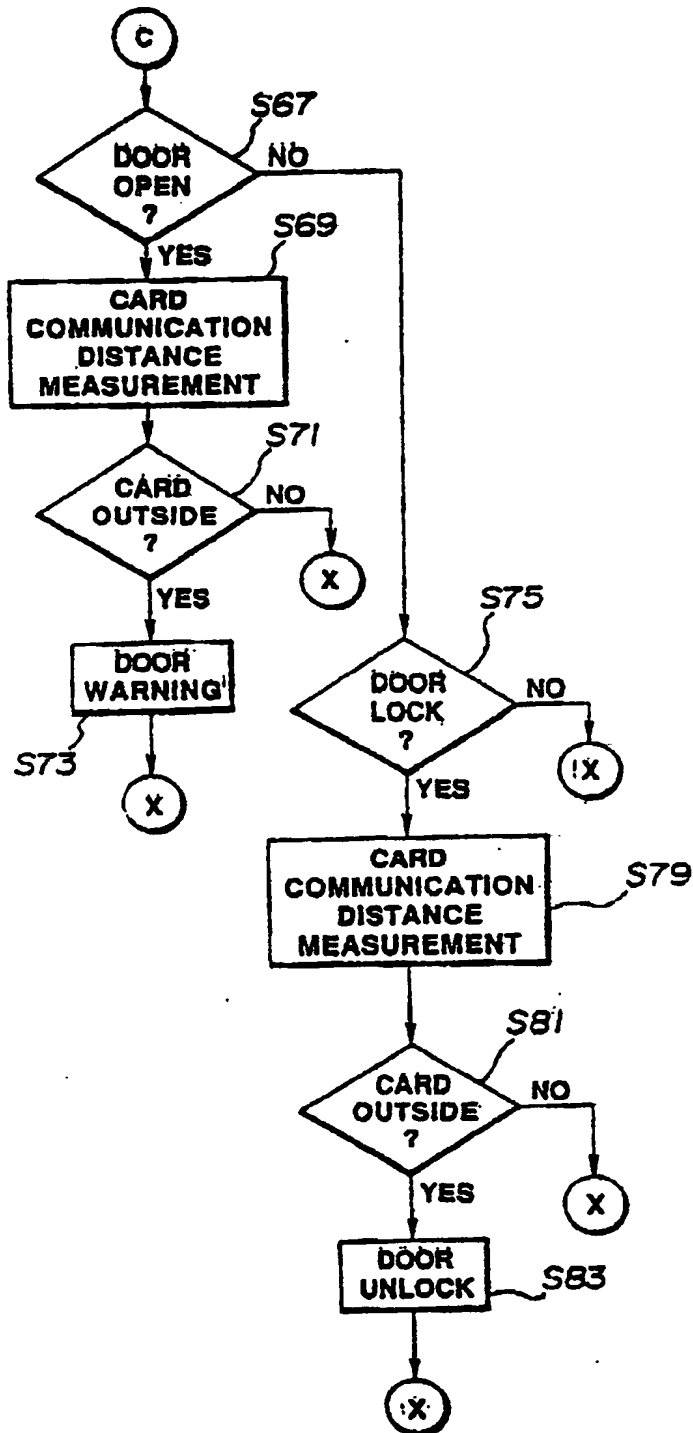 C
S67
DOOR
OPEN
?
NO
YES
S69
CARD
COMMUNICATION
DISTANCE
MEASUREMENT
S71
CARD
OUTSIDE
?
NO
X
YES
DOOR
WARNING
S73
X
S75
DOOR
LOCK
?
NO
X
YES
CARD
COMMUNICATION
DISTANCE
MEASUREMENT
S79
S81
CARD
OUTSIDE
?
NO
X
YES
DOOR
UNLOCK
S83
X